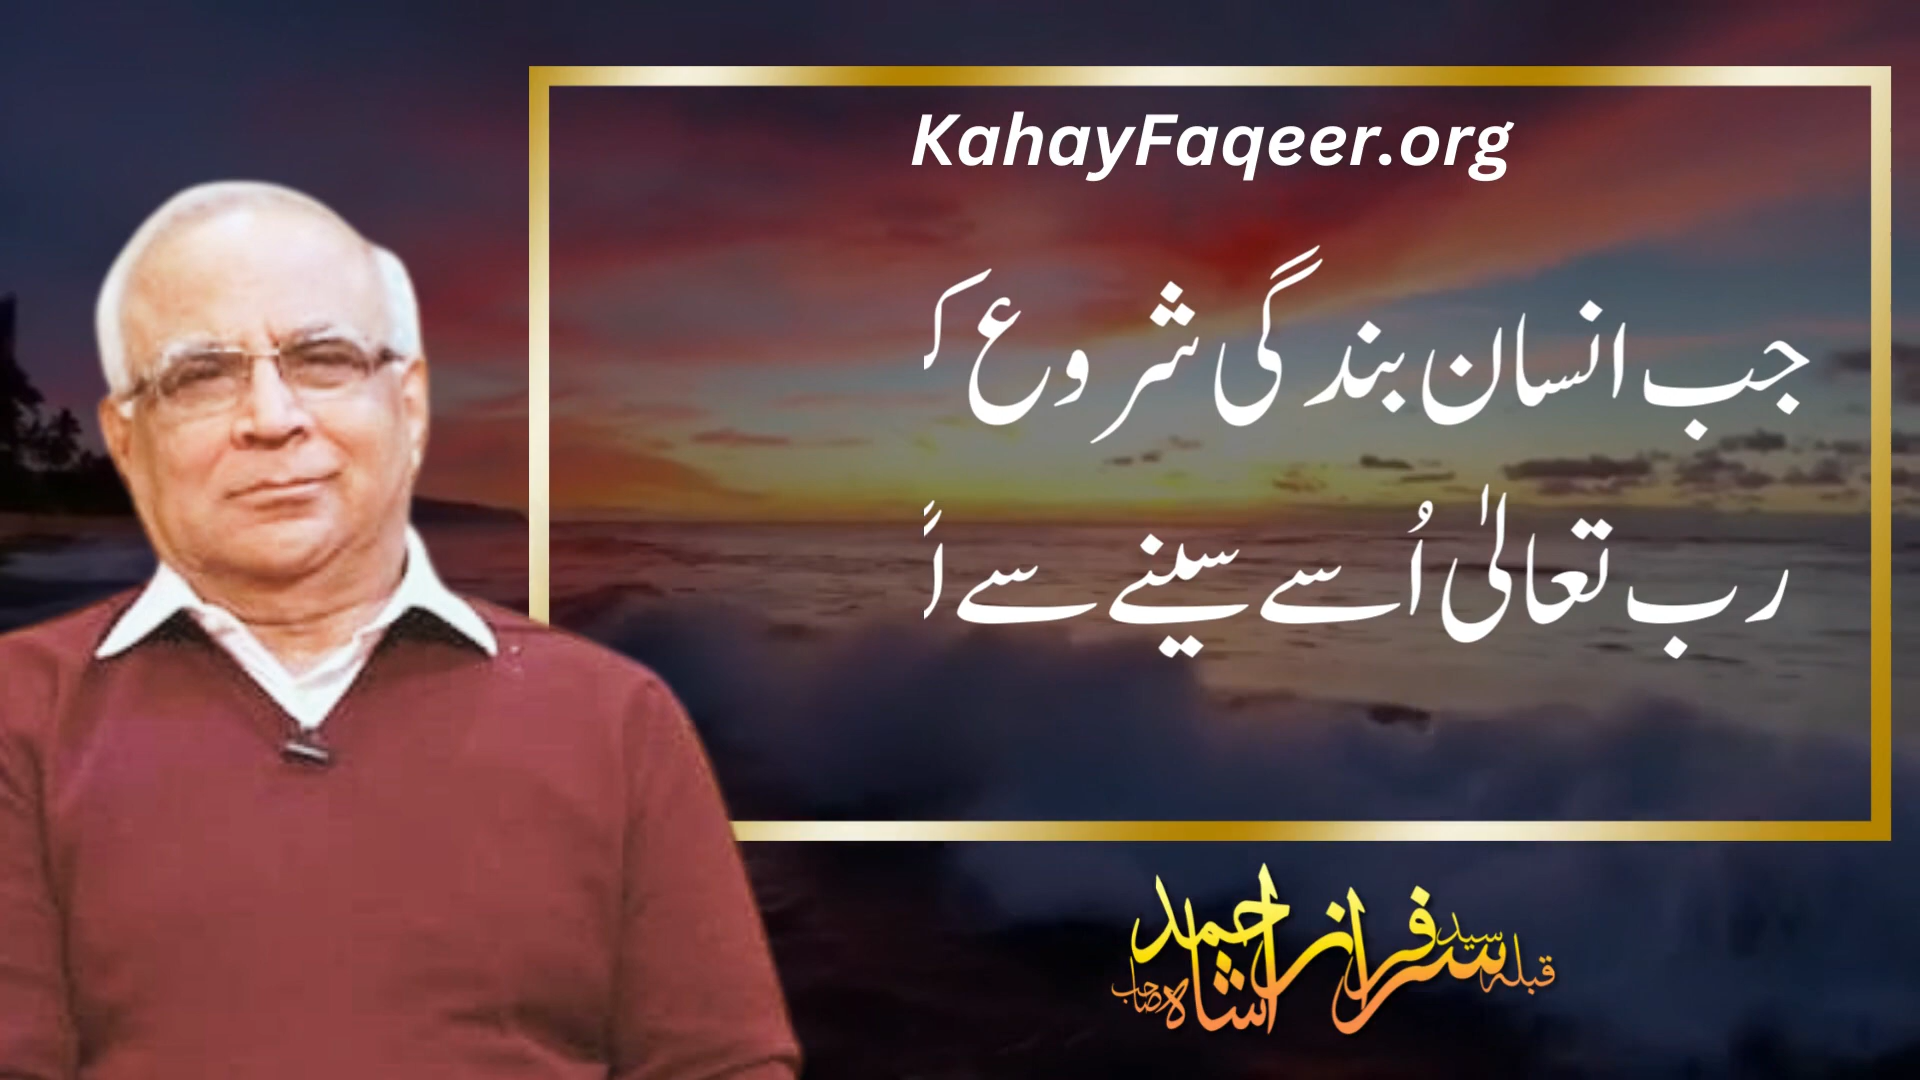 KahayFaqeer.org
جب انسان بندگی شروع ک
رب تعالیٰ اُسے سینے سے
قبلہ سید سرفراز احمد شاہ صاحب